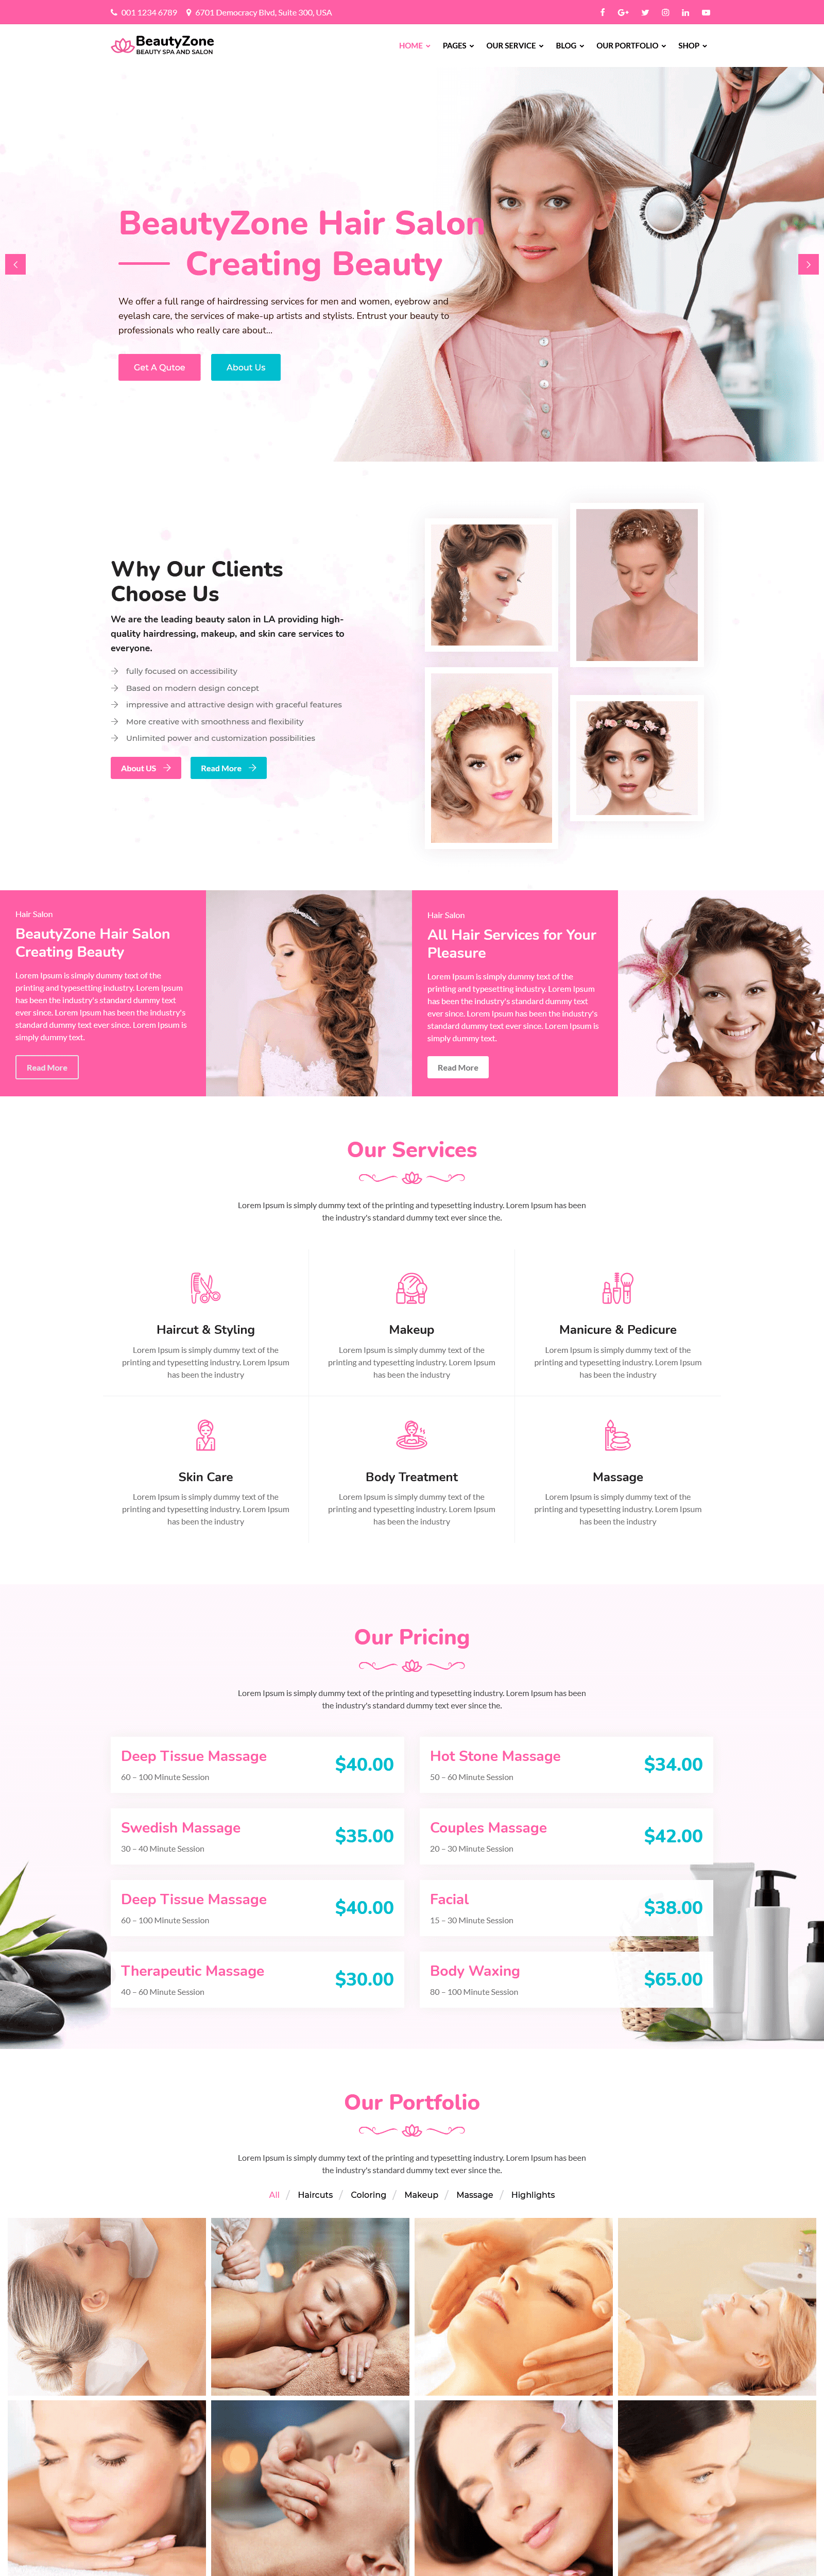 001 1234 6789 6701 Democracy Blvd, Suite 300, USA
BeautyZone
BEAUTY SPA AND SALON
HOME PAGES OUR SERVICE BLOG OUR PORTFOLIO SHOP
BeautyZone Hair Salon
Creating Beauty
We offer a full range of hairdressing services for men and women, eyebrow and
eyelash care, the services of make-up artists and stylists. Entrust your beauty to
professionals who really care about...
Get A Qutoe About Us
Why Our Clients
Choose Us
We are the leading beauty salon in LA providing high-
quality hairdressing, makeup, and skin care services to
everyone.
fully focused on accessibility
Based on modern design concept
impressive and attractive design with graceful features
More creative with smoothness and flexibility
Unlimited power and customization possibilities
About US Read More
Hair Salon
BeautyZone Hair Salon
Creating Beauty
Lorem Ipsum is simply dummy text of the
printing and typesetting industry. Lorem Ipsum
has been the industry's standard dummy text
ever since. Lorem Ipsum has been the industry's
standard dummy text ever since. Lorem Ipsum is
simply dummy text.
Read More
Hair Salon
All Hair Services for Your
Pleasure
Lorem Ipsum is simply dummy text of the
printing and typesetting industry. Lorem Ipsum
has been the industry's standard dummy text
ever since. Lorem Ipsum has been the industry's
standard dummy text ever since. Lorem Ipsum is
simply dummy text.
Read More
Our Services
Lorem Ipsum is simply dummy text of the printing and typesetting industry. Lorem Ipsum has been
the industry's standard dummy text ever since the.
Haircut & Styling
Lorem Ipsum is simply dummy text of the
printing and typesetting industry. Lorem Ipsum
has been the industry
Makeup
Lorem Ipsum is simply dummy text of the
printing and typesetting industry. Lorem Ipsum
has been the industry
Manicure & Pedicure
Lorem Ipsum is simply dummy text of the
printing and typesetting industry. Lorem Ipsum
has been the industry
Skin Care
Lorem Ipsum is simply dummy text of the
printing and typesetting industry. Lorem Ipsum
has been the industry
Body Treatment
Lorem Ipsum is simply dummy text of the
printing and typesetting industry. Lorem Ipsum
has been the industry
Massage
Lorem Ipsum is simply dummy text of the
printing and typesetting industry. Lorem Ipsum
has been the industry
Our Pricing
Lorem Ipsum is simply dummy text of the printing and typesetting industry. Lorem Ipsum has been
the industry's standard dummy text ever since the.
Deep Tissue Massage
60 – 100 Minute Session
$40.00
Hot Stone Massage
50 – 60 Minute Session
$34.00
Swedish Massage
30 – 40 Minute Session
$35.00
Couples Massage
20 – 30 Minute Session
$42.00
Deep Tissue Massage
60 – 100 Minute Session
$40.00
Facial
15 – 30 Minute Session
$38.00
Therapeutic Massage
40 – 60 Minute Session
$30.00
Body Waxing
80 – 100 Minute Session
$65.00
Our Portfolio
Lorem Ipsum is simply dummy text of the printing and typesetting industry. Lorem Ipsum has been
the industry's standard dummy text ever since the.
All / Haircuts / Coloring / Makeup / Massage / Highlights